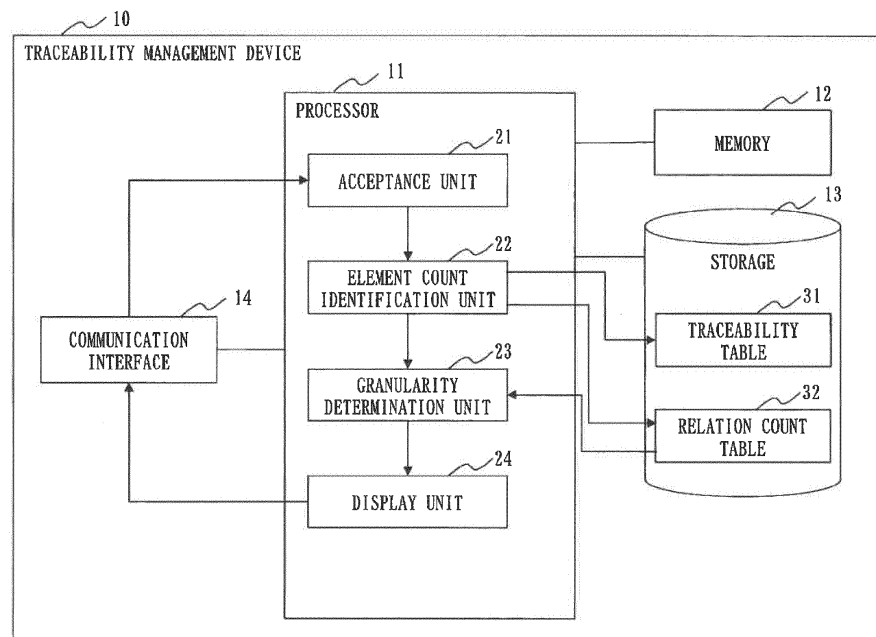 10
TRACEABILITY MANAGEMENT DEVICE
11
PROCESSOR
12
MEMORY
21
ACCEPTANCE UNIT
13
STORAGE
22
ELEMENT COUNT
IDENTIFICATION UNIT
14
COMMUNICATION
INTERFACE
31
TRACEABILITY
TABLE
23
GRANULARITY
DETERMINATION UNIT
32
RELATION COUNT
TABLE
24
DISPLAY UNIT